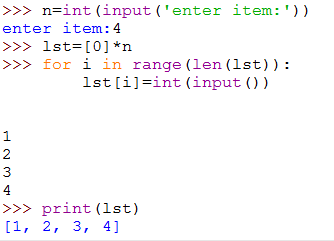 >>> n=int(input('enter item:'))
enter item:4
>>> lst=[0]*n
>>> for i in range(len(lst)):
        lst[i]=int(input())
1
2
3
4
>>> print(lst)
[1, 2, 3, 4]